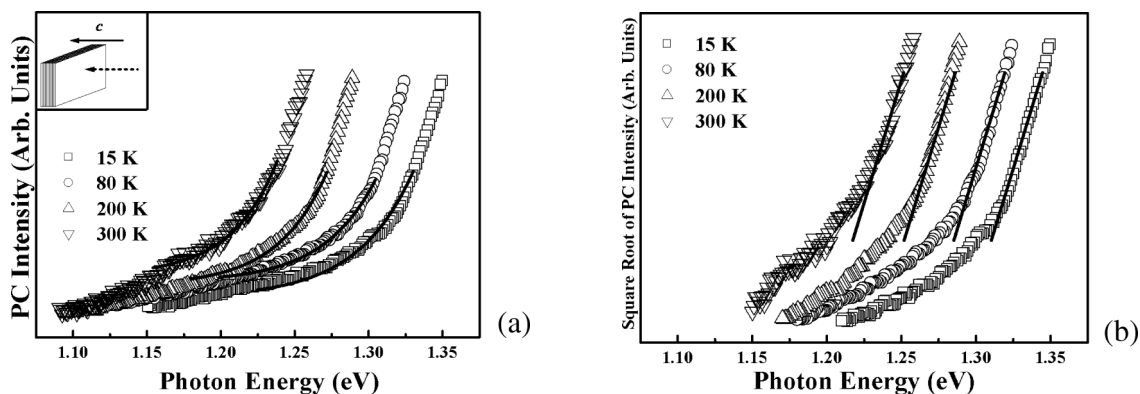 c
PC Intensity (Arb. Units)
15 K
80 K
200 K
300 K
1.10 1.15 1.20 1.25 1.30 1.35
Photon Energy (eV)
(a)
Square Root of PC Intensity (Arb. Units)
15 K
80 K
200 K
300 K
1.10 1.15 1.20 1.25 1.30 1.35
Photon Energy (eV)
(b)